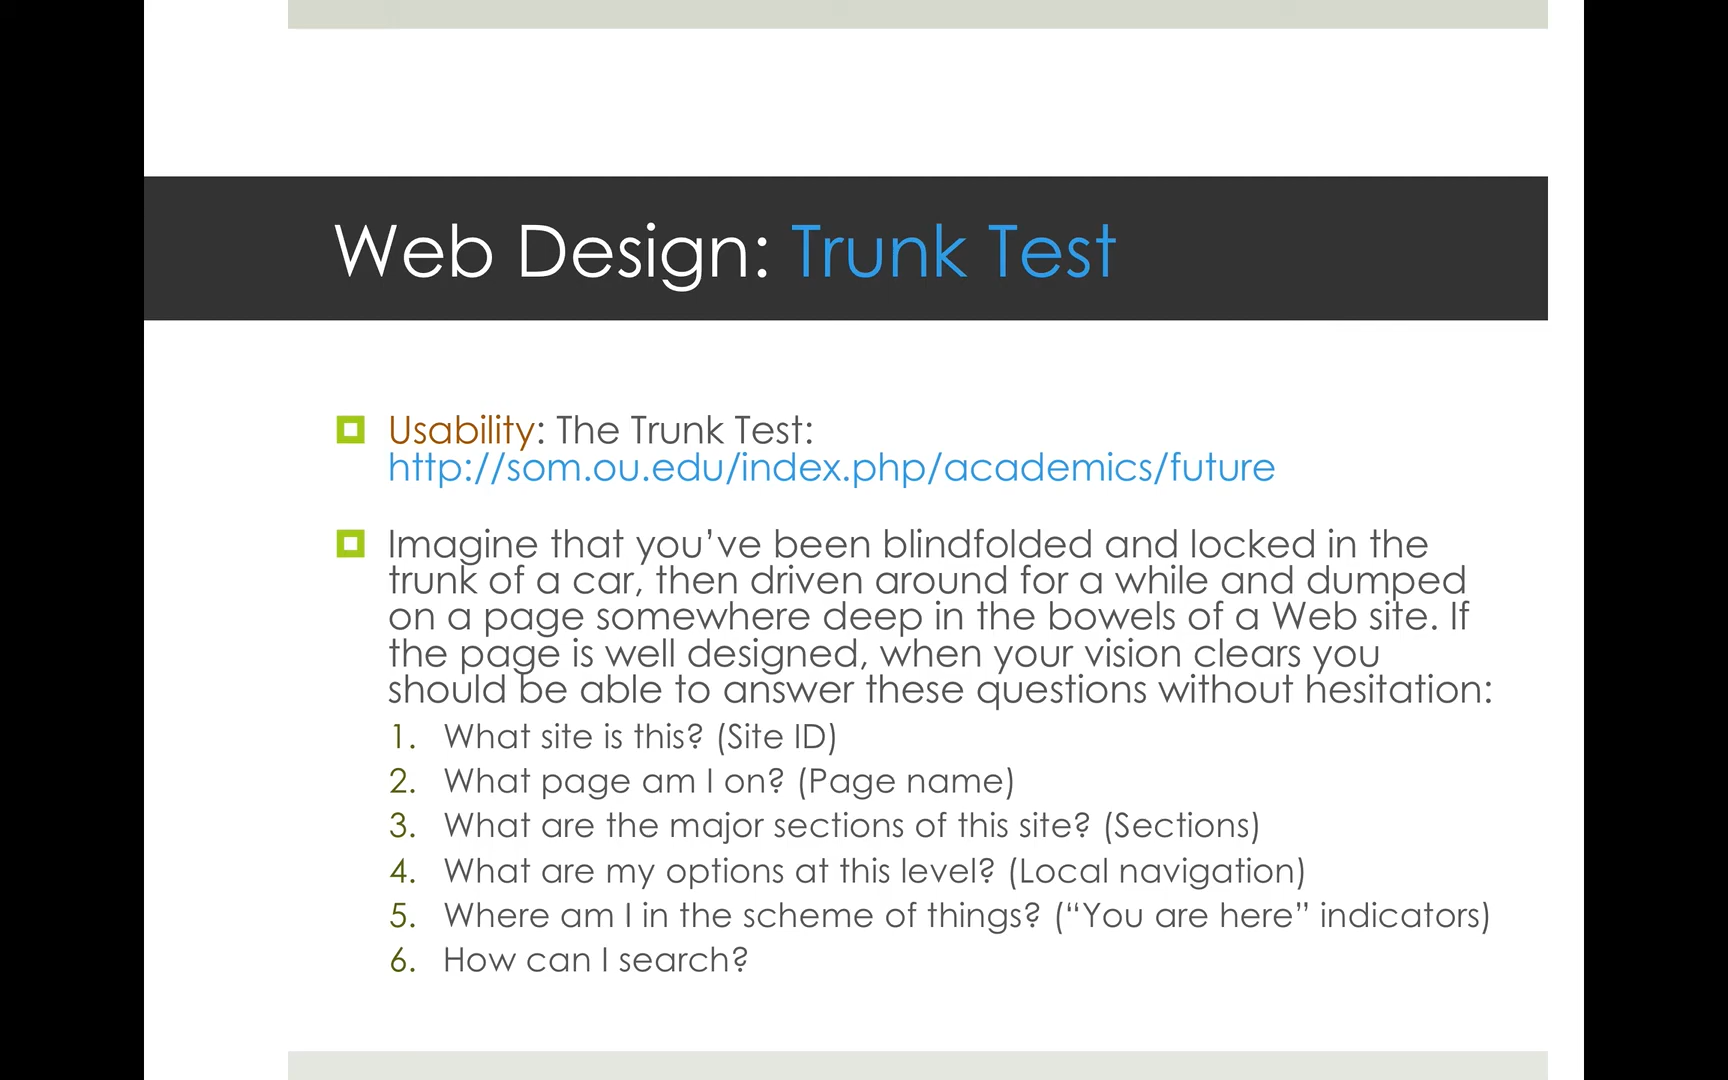 Web Design: Trunk Test
Usability: The Trunk Test:
http://som.ou.edu/index.php/academics/future
Imagine that you’ve been blindfolded and locked in the
trunk of a car, then driven around for a while and dumped
on a page somewhere deep in the bowels of a Web site. If
the page is well designed, when your vision clears you
should be able to answer these questions without hesitation:
1. What site is this? (Site ID)
2. What page am I on? (Page name)
3. What are the major sections of this site? (Sections)
4. What are my options at this level? (Local navigation)
5. Where am I in the scheme of things? (“You are here” indicators)
6. How can I search?